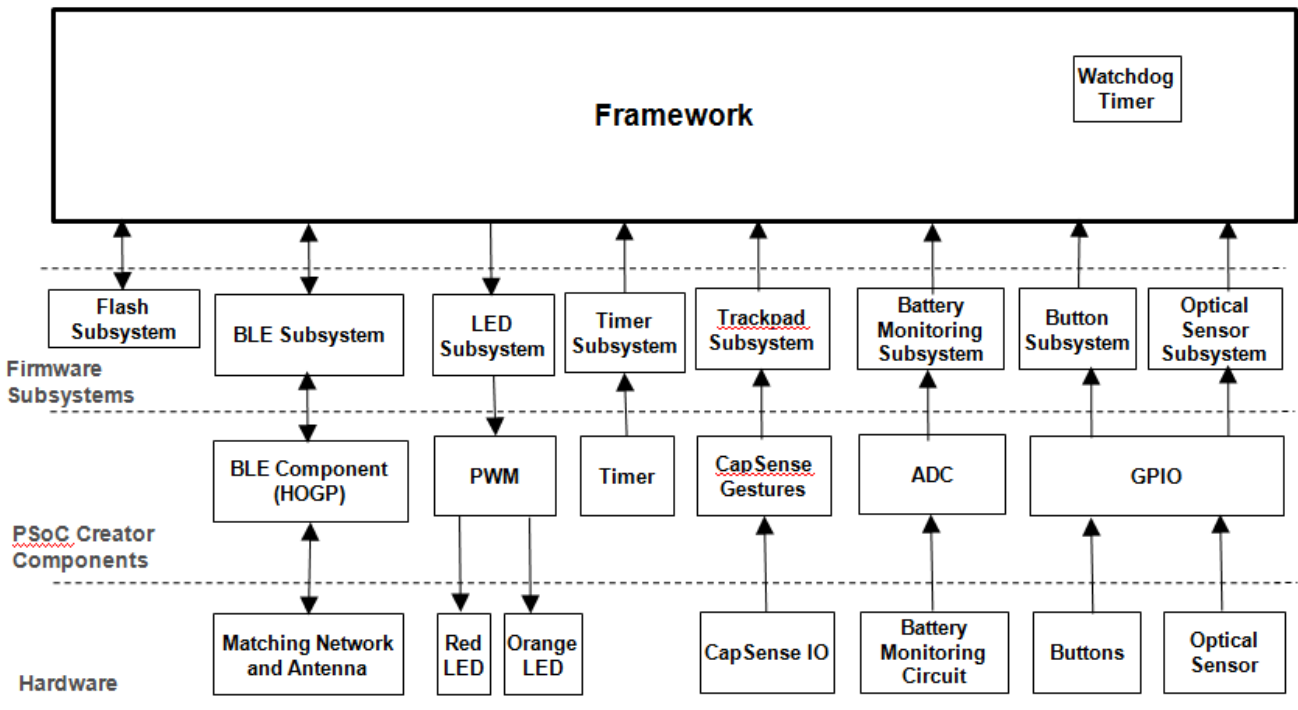 Watchdog
Timer
Framework
Flash
Subsystem
BLE Subsystem
LED
Subsystem
Timer
Subsystem
Trackpad
Subsystem
Battery
Monitoring
Subsystem
Button
Subsystem
Optical
Sensor
Subsystem
Firmware
Subsystems
BLE Component
(HOGP)
PWM
Timer
CapSense
Gestures
ADC
GPIO
PSoC Creator
Components
Matching Network
and Antenna
Red
LED
Orange
LED
CapSense IO
Battery
Monitoring
Circuit
Buttons
Optical
Sensor
Hardware